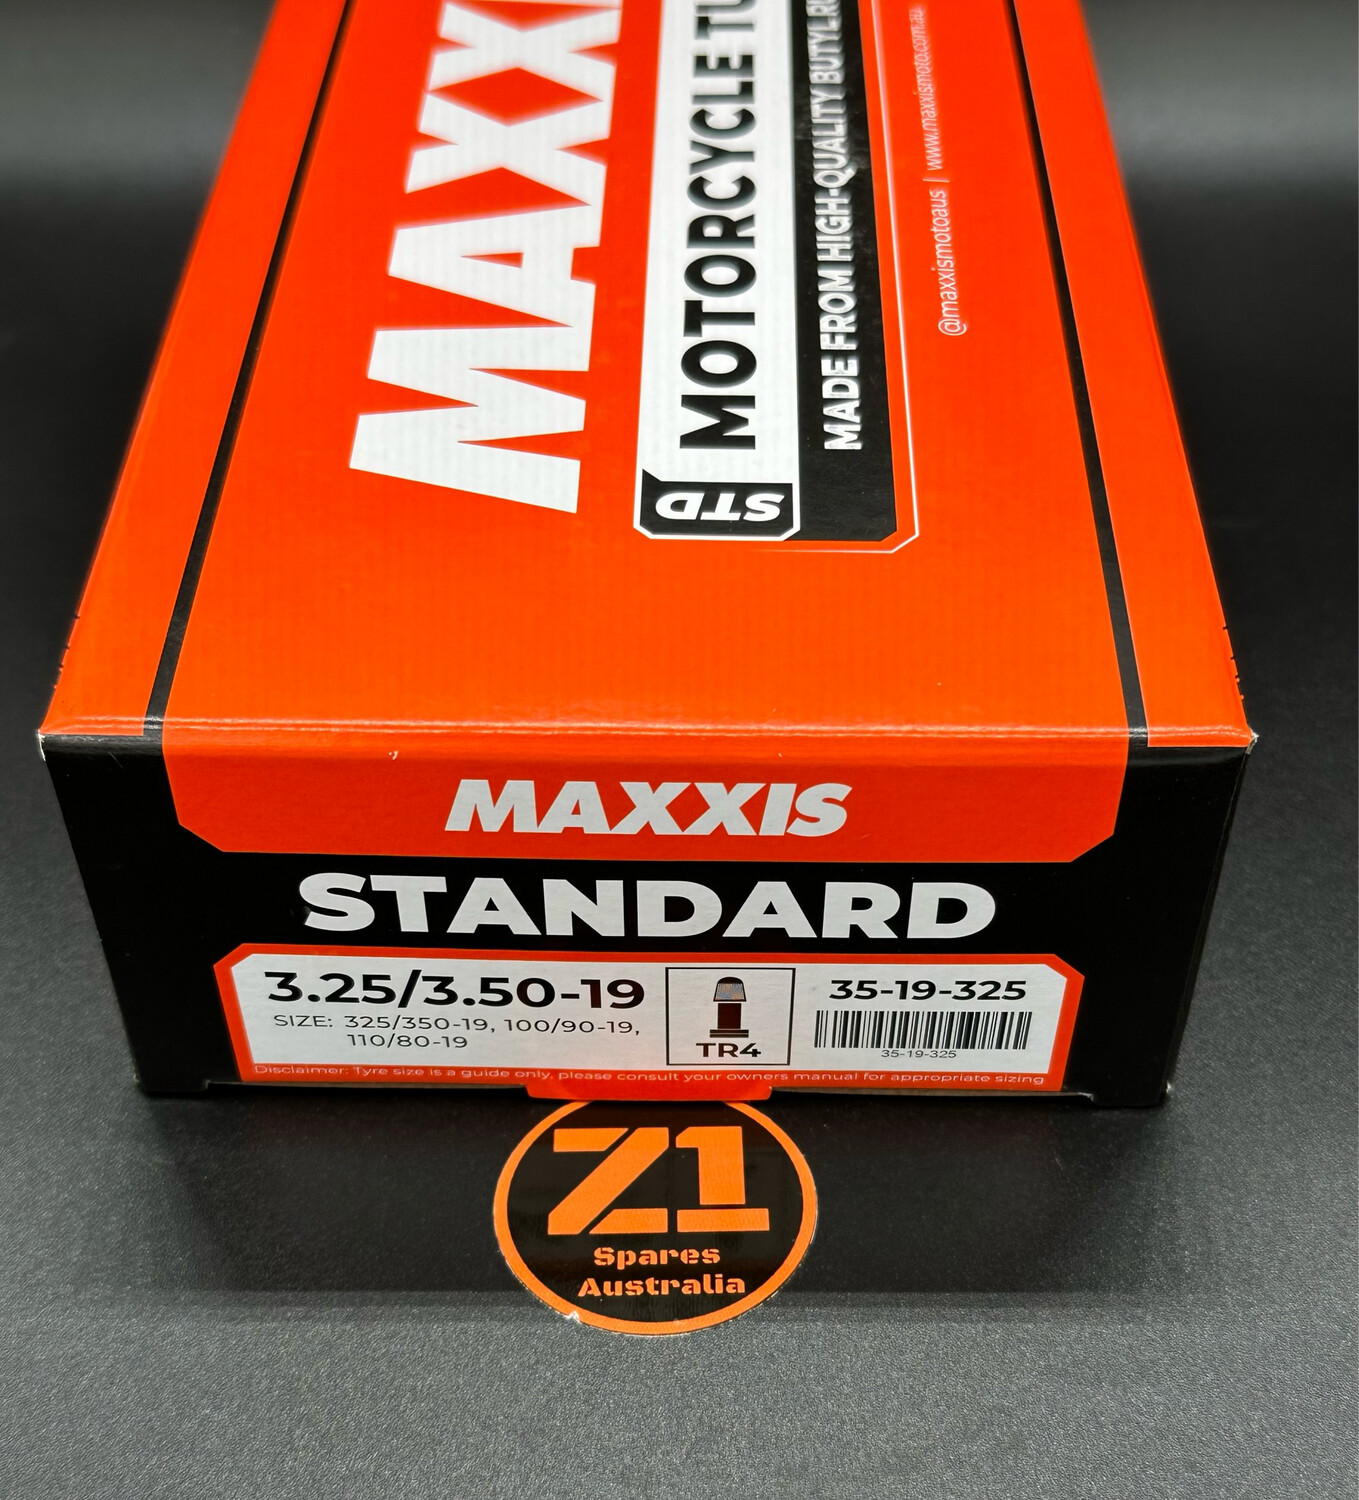 MAXXI
MOTORCYCLE TU
STD
MADE FROM HIGH-QUALITY BUTYL RU
@maxxismotoaus | www.maxxismoto.com.au
MAXXIS
STANDARD
3.25/3.50-19
SIZE: 325/350-19, 100/90-19,
110/80-19
TR4
35-19-325
35-19-325
Disclaimer: Tyre size is a guide only, please consult your owners manual for appropriate sizing
Z1
Spares
Australia